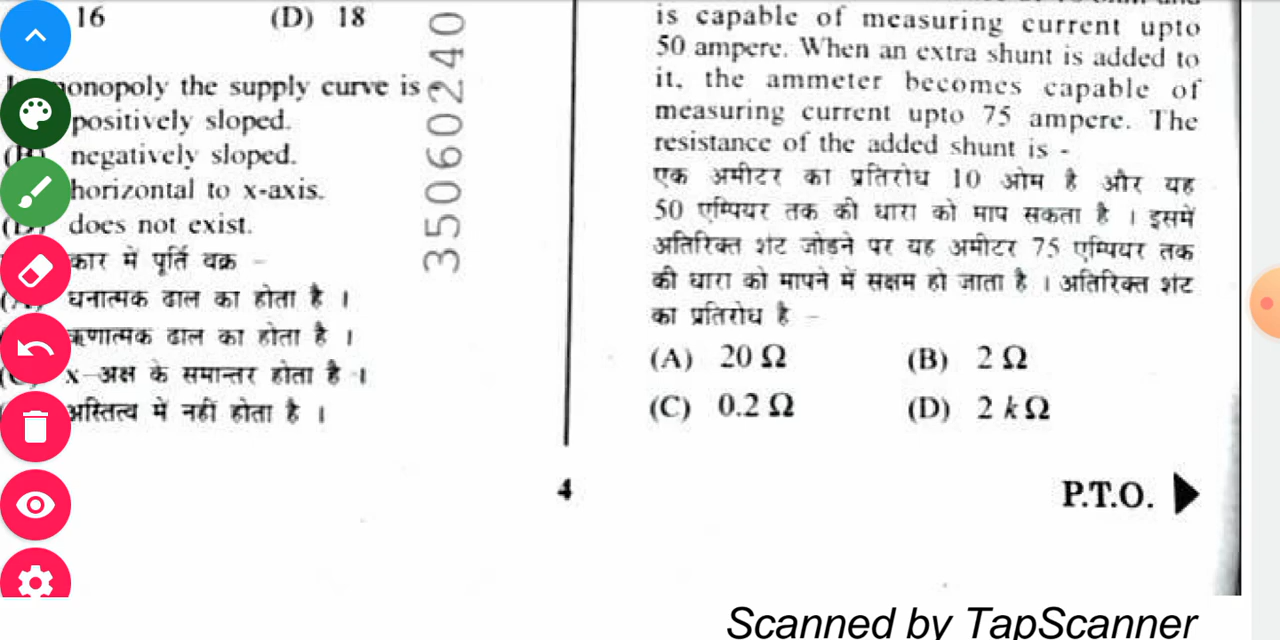 16 (D) 18
monopoly the supply curve is
positively sloped.
(B) negatively sloped.
horizontal to x-axis.
(D) does not exist.
कार में पूर्ति वक्र –
(A) धनात्मक ढाल का होता है ।
ऋणात्मक ढाल का होता है ।
(C) x-अक्ष के समान्तर होता है ।
अस्तित्व में नहीं होता है ।
35060240
is capable of measuring current upto
50 ampere. When an extra shunt is added to
it, the ammeter becomes capable of
measuring current upto 75 ampere. The
resistance of the added shunt is -
एक अमीटर का प्रतिरोध 10 ओम है और यह
50 एम्पियर तक की धारा को माप सकता है । इसमें
अतिरिक्त शंट जोड़ने पर यह अमीटर 75 एम्पियर तक
की धारा को मापने में सक्षम हो जाता है । अतिरिक्त शंट
का प्रतिरोध है –
(A) 20 Ω (B) 2 Ω
(C) 0.2 Ω (D) 2 k Ω
4
P.T.O.
Scanned by TapScanner